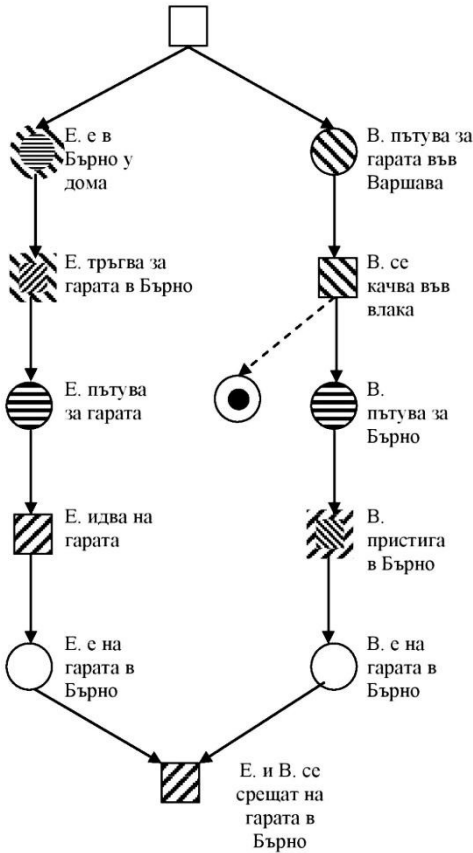 Е. е в
Бърно у
дома
В. пътува за
гарата във
Варшава
Е. тръгва за
гарата в Бърно
В. се
качва във
влака
Е. пътува
за гарата
В.
пътува за
Бърно
Е. идва на
гарата
В.
пристига
в Бърно
Е. е на
гарата в
Бърно
В. е на
гарата в
Бърно
Е. и В. се
срещат на
гарата в
Бърно